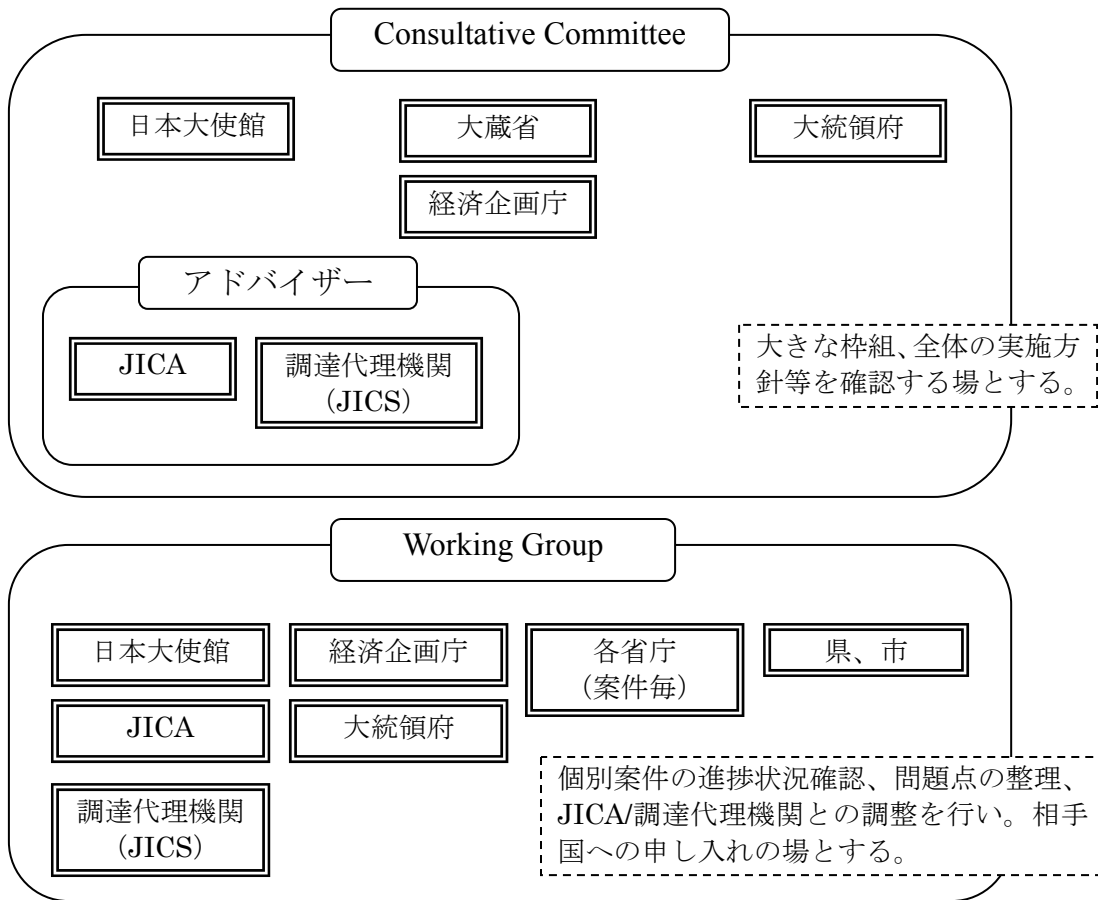 Consultative Committee
日本大使館
大蔵省
大統領府
経済企画庁
アドバイザー
JICA
調達代理機関
（JICS）
大きな枠組、全体の実施方
針等を確認する場とする。
Working Group
日本大使館
経済企画庁
各省庁
（案件毎）
県、市
JICA
大統領府
調達代理機関
（JICS）
個別案件の進捗状況確認、問題点の整理、
JICA/調達代理機関との調整を行い。相手
国への申し入れの場とする。